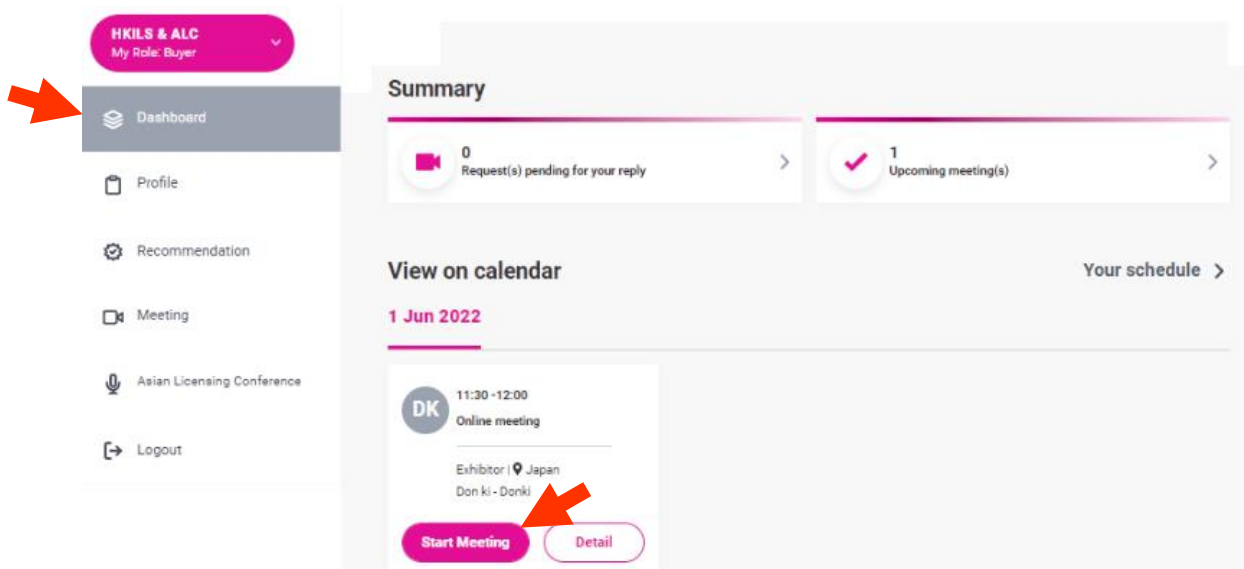 HKILS & ALC
My Role: Buyer
Dashboard
Profile
Recommendation
Meeting
Asian Licensing Conference
Logout
Summary
0
Request(s) pending for your reply
1
Upcoming meeting(s)
View on calendar
Your schedule
1 Jun 2022
DK
11:30 -12:00
Online meeting
Exhibitor | Japan
Don ki - Donki
Start Meeting
Detail